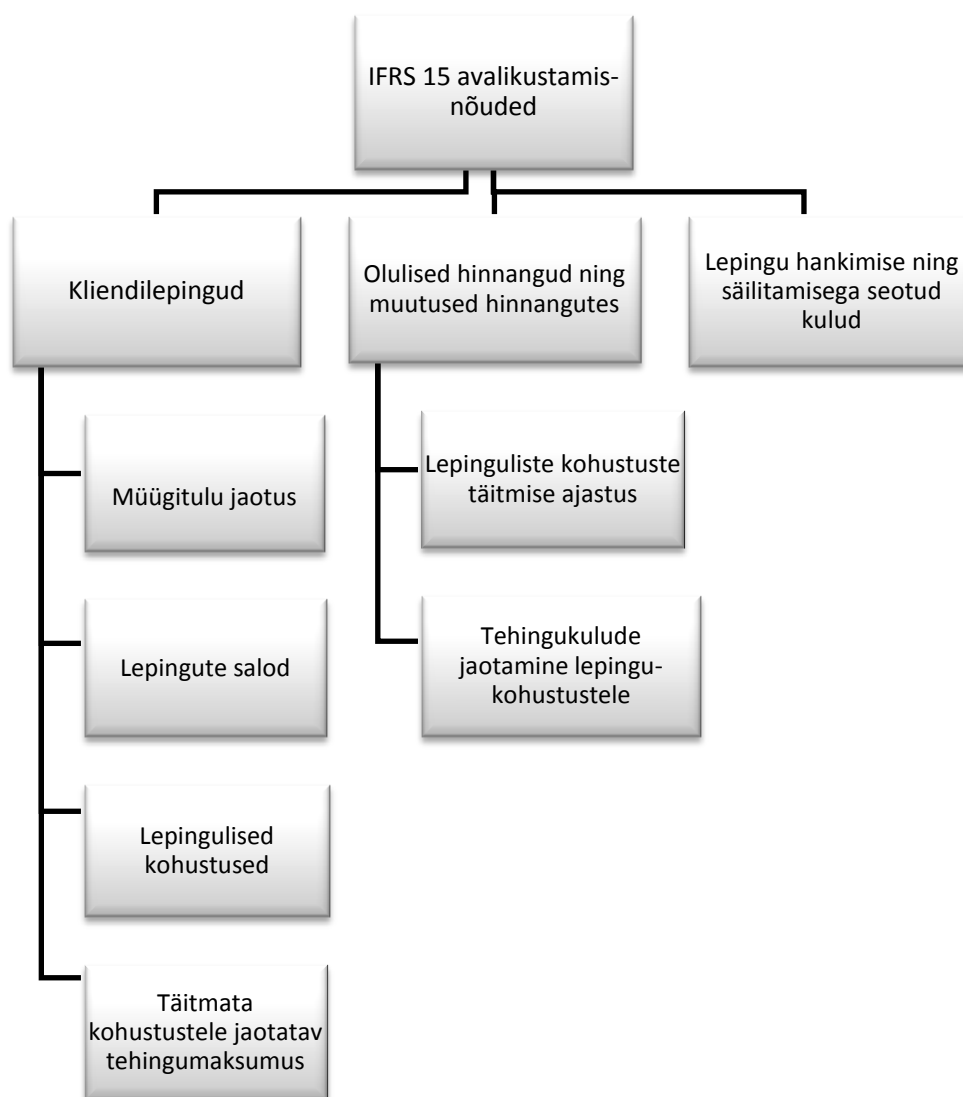 IFRS 15 avalikustamis-
nõuded
Kliendilepingud
Olulised hinnangud ning
muutused hinnangutes
Lepingu hankimise ning
säilitamisega seotud
kulud
Müügitulu jaotus
Lepingute salod
Lepingulised
kohustused
Täitmata
kohustustele jaotatav
tehingumaksumus
Lepinguliste kohustuste
täitmise ajastus
Tehingukulude
jaotamine lepingu-
kohustustele